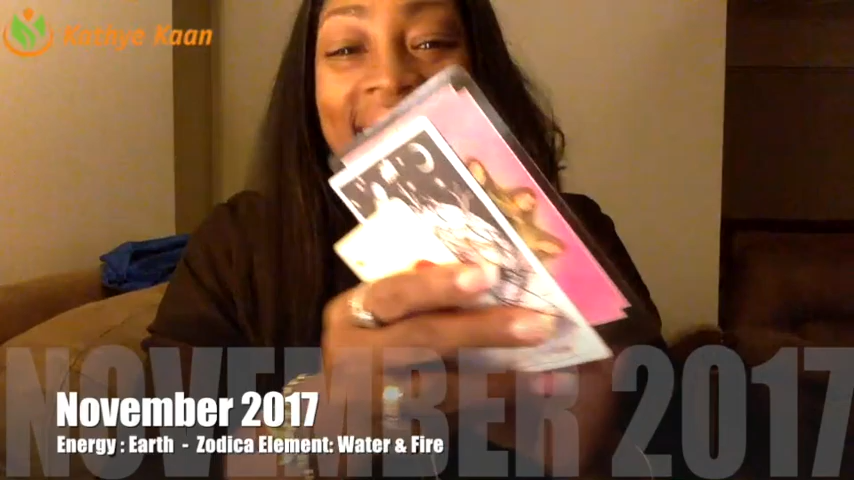 Kathye Kaan
NOVEMBER 2017
November 2017
Energy : Earth - Zodica Element: Water & Fire